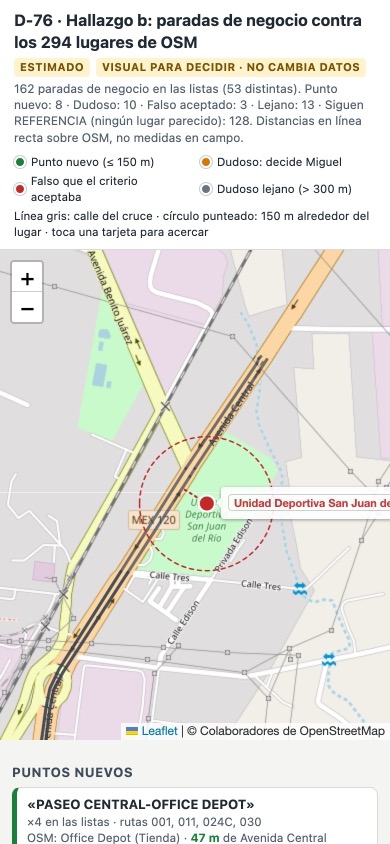 D-76 · Hallazgo b: paradas de negocio contra
los 294 lugares de OSM
ESTIMADO VISUAL PARA DECIDIR · NO CAMBIA DATOS
162 paradas de negocio en las listas (53 distintas). Punto
nuevo: 8 · Dudoso: 10 · Falso aceptado: 3 · Lejano: 13 · Siguen
REFERENCIA (ningún lugar parecido): 128. Distancias en línea
recta sobre OSM, no medidas en campo.
Punto nuevo (≤ 150 m) Dudoso: decide Miguel
Falso que el criterio
aceptaba
Dudoso lejano (> 300 m)
Línea gris: calle del cruce · círculo punteado: 150 m alrededor del
lugar · toca una tarjeta para acercar
+
−
Avenida Benito Juárez
Avenida Central
Unidad Deportiva San Juan de
MEX 120
San Juan
del Río
Privada Edison
Calle Tres
Calle Tres
Calle Edison
Leaflet | © Colaboradores de OpenStreetMap
PUNTOS NUEVOS
«PASEO CENTRAL-OFFICE DEPOT»
×4 en las listas · rutas 001, 011, 024C, 030
OSM: Office Depot (Tienda) · 47 m de Avenida Central